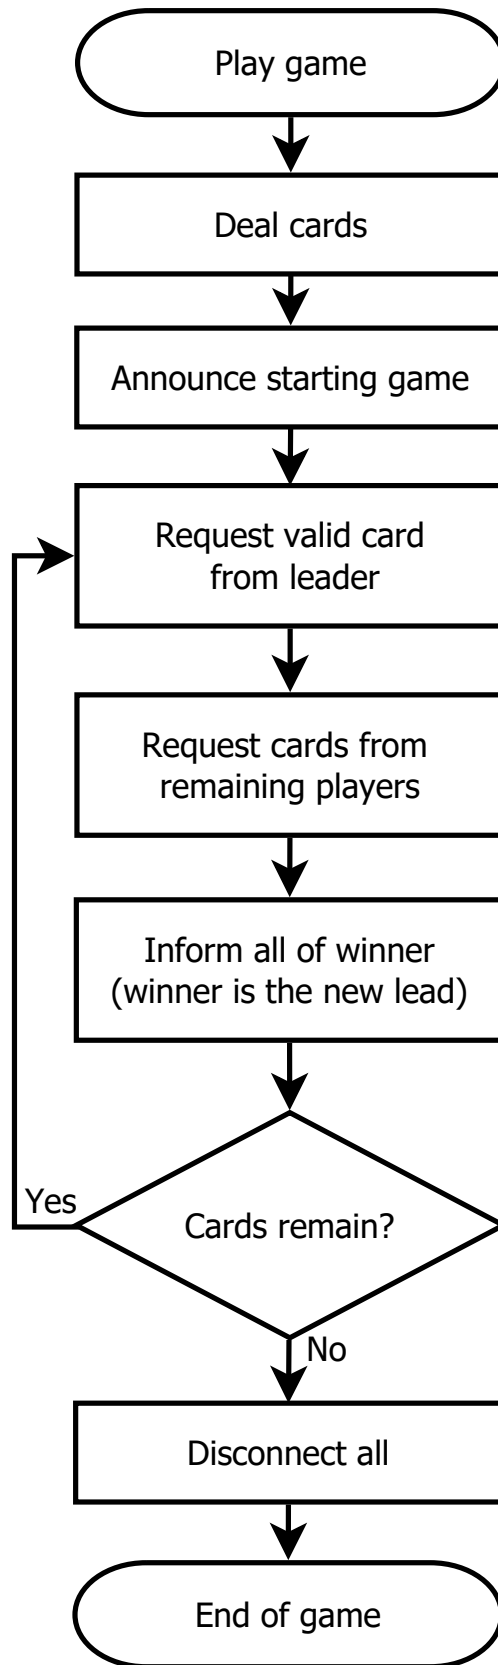 Play game
Deal cards
Announce starting game
Request valid card
from leader
Request cards from
remaining players
Inform all of winner
(winner is the new lead)
Yes
Cards remain?
No
Disconnect all
End of game